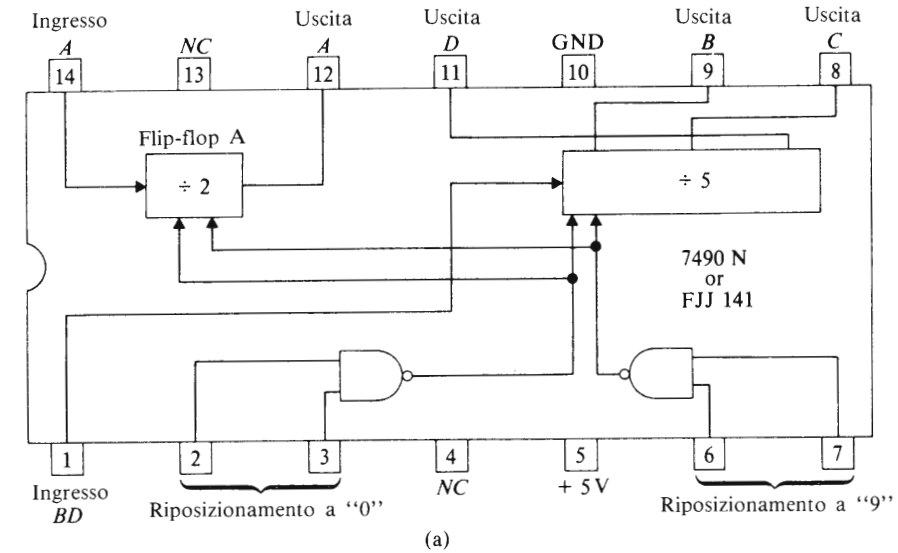 Ingresso
A
NC
Uscita
A
Uscita
D
GND
Uscita
B
Uscita
C
14
13
12
11
10
9
8
Flip-flop A
÷ 2
÷ 5
7490 N
or
FJJ 141
1
2
3
4
5
6
7
Ingresso
BD
Riposizionamento a “0”
NC
+ 5 V
Riposizionamento a “9”
(a)